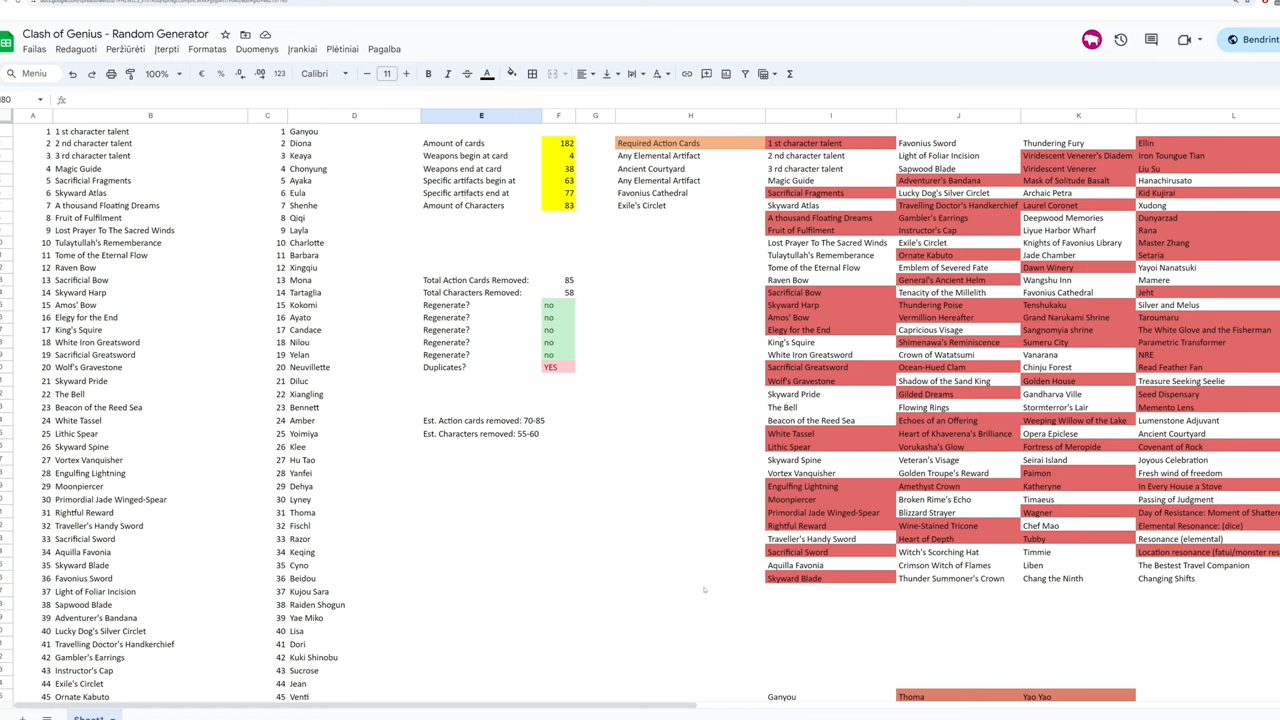 Clash of Genius - Random Generator
Failas Redaguoti Peržiūrėti Įterpti Formatas Duomenys Įrankiai Plėtiniai Pagalba
Bendrint
Meniu 100% € % .0 .00 123 Calibri 11 B I A Σ
I80 fx
A B C D E F G H I J K L
1 1 st character talent 1 Ganyou
2 2nd character talent 2 Diona Amount of cards 182 Required Action Cards 1 st character talent Favonius Sword Thundering Fury Ellin
3 3rd character talent 3 Keaya Weapons begin at card 4 Any Elemental Artifact 2 nd character talent Light of Foliar Incision Viridescent Venerer's Diadem Iron Toungue Tian
4 Magic Guide 4 Chonyung Weapons end at card 38 Ancient Courtyard 3 rd character talent Sapwood Blade Viridescent Venerer Liu Su
5 Sacrificial Fragments 5 Ayaka Specific artifacts begin at 63 Any Elemental Artifact Magic Guide Adventurer's Bandana Mask of Solitude Basalt Hanachirusato
6 Skyward Atlas 6 Eula Specific artifacts end at 77 Favonius Cathedral Sacrificial Fragments Lucky Dog's Silver Circlet Archaic Petra Kid Kujirai
7 A thousand Floating Dreams 7 Shenhe Amount of Characters 83 Exile's Circlet Skyward Atlas Travelling Doctor's Handkerchief Laurel Coronet Xudong
8 Fruit of Fulfillment 8 Qiqi A thousand Floating Dreams Gambler's Earrings Deepwood Memories Dunyarzad
9 Lost Prayer To The Sacred Winds 9 Layla Fruit of Fulfilment Instructor's Cap Liyue Harbor Wharf Rana
10 Tulaytullah's Rememberance 10 Charlotte Lost Prayer To The Sacred Winds Exile's Circlet Knights of Favonius Library Master Zhang
11 Tome of the Eternal Flow 11 Barbara Tulaytullah's Rememberance Ornate Kabuto Jade Chamber Setaria
12 Raven Bow 12 Xingqiu Tome of the Eternal Flow Emblem of Severed Fate Dawn Winery Yayoi Nanatsuki
13 Sacrificial Bow 13 Mona Total Action Cards Removed: 85 Raven Bow General's Ancient Helm Wangshu Inn Mamere
14 Skyward Harp 14 Tartaglia Total Characters Removed: 58 Sacrificial Bow Tenacity of the Millelith Favonius Cathedral Jeht
15 Amos' Bow 15 Kokomi Regenerate? no Skyward Harp Thundering Poise Tenshukaku Silver and Melus
16 Elegy for the End 16 Ayato Regenerate? no Amos' Bow Vermillion Hereafter Grand Narukami Shrine Taroumaru
17 King's Squire 17 Candace Regenerate? no Elegy for the End Capricious Visage Sangnomyia shrine The White Glove and the Fisherman
18 White Iron Greatsword 18 Nilou Regenerate? no King's Squire Shimenawa's Reminiscence Sumeru City Parametric Transformer
19 Sacrificial Greatsword 19 Yelan Regenerate? no White Iron Greatsword Crown of Watatsumi Vanarana NRE
20 Wolf's Gravestone 20 Neuvillette Duplicates? YES Sacrificial Greatsword Ocean-Hued Clam Chinju Forest Read Feather Fan
21 Skyward Pride 21 Diluc Wolf's Gravestone Shadow of the Sand King Golden House Treasure Seeking Seelie
22 The Bell 22 Xiangling Skyward Pride Gilded Dreams Gandharva Ville Seed Dispensary
23 Beacon of the Reed Sea 23 Bennett The Bell Flowing Rings Stormterror's Lair Memento Lens
24 White Tassel 24 Amber Est. Action cards removed: 70-85 Beacon of the Reed Sea Echoes of an Offering Weeping Willow of the Lake Lumenstone Adjuvant
25 Lithic Spear 25 Yoimiya Est. Characters removed: 55-60 White Tassel Heart of Khaverena's Brilliance Opera Epiclese Ancient Courtyard
26 Skyward Spine 26 Klee Lithic Spear Vorukasha's Glow Fortress of Meropide Covenant of Rock
27 Vortex Vanquisher 27 Hu Tao Skyward Spine Veteran's Visage Seirai Island Joyous Celebration
28 Engulfing Lightning 28 Yanfei Vortex Vanquisher Golden Troupe's Reward Paimon Fresh wind of freedom
29 Moonpiercer 29 Dehya Engulfing Lightning Amethyst Crown Katheryne In Every House a Stove
30 Primordial Jade Winged-Spear 30 Lyney Moonpiercer Broken Rime's Echo Timaeus Passing of Judgment
31 Rightful Reward 31 Thoma Primordial Jade Winged-Spear Blizzard Strayer Wagner Day of Resistance: Moment of Shatter
32 Traveller's Handy Sword 32 Fischl Rightful Reward Wine-Stained Tricone Chef Mao Elemental Resonance: (dice)
33 Sacrificial Sword 33 Razor Traveller's Handy Sword Heart of Depth Tubby Resonance (elemental)
34 Aquilla Favonia 34 Keqing Sacrificial Sword Witch's Scorching Hat Timmie Location resonance (fatui/monster res
35 Skyward Blade 35 Cyno Aquilla Favonia Crimson Witch of Flames Liben The Bestest Travel Companion
36 Favonius Sword 36 Beidou Skyward Blade Thunder Summoner's Crown Chang the Ninth Changing Shifts
37 Light of Foliar Incision 37 Kujou Sara
38 Sapwood Blade 38 Raiden Shogun
39 Adventurer's Bandana 39 Yae Miko
40 Lucky Dog's Silver Circlet 40 Lisa
41 Travelling Doctor's Handkerchief 41 Dori
42 Gambler's Earrings 42 Kuki Shinobu
43 Instructor's Cap 43 Sucrose
44 Exile's Circlet 44 Jean
45 Ornate Kabuto 45 Venti Ganyou Thoma Yao Yao
Sheet1